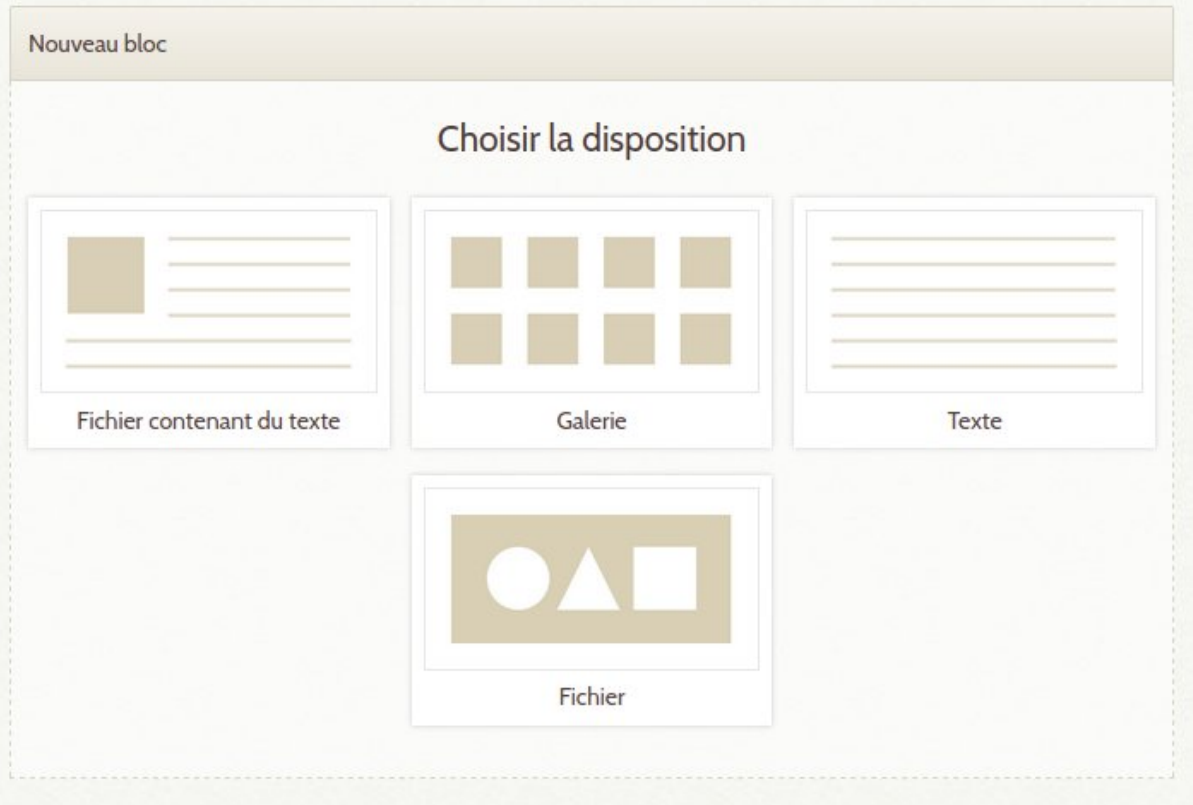 Nouveau bloc
Choisir la disposition
Fichier contenant du texte
Galerie
Texte
Fichier